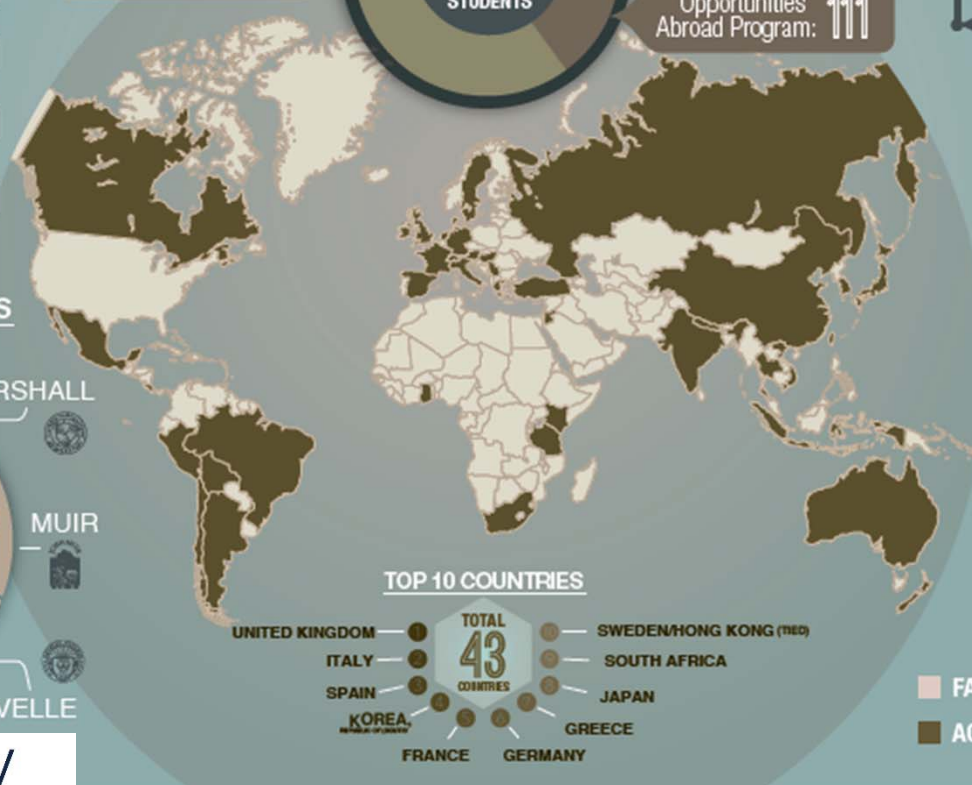 STUDENTS
Opportunities
Abroad Program: 111
S
RSHALL
MUIR
VELLE
TOP 10 COUNTRIES
TOTAL
43
COUNTRIES
UNITED KINGDOM 1
ITALY 2
SPAIN 3
KOREA, 4
FRANCE 5
GERMANY 6
GREECE 7
JAPAN 8
SOUTH AFRICA 9
SWEDEN/HONG KONG (TIED) 10
FA
AC